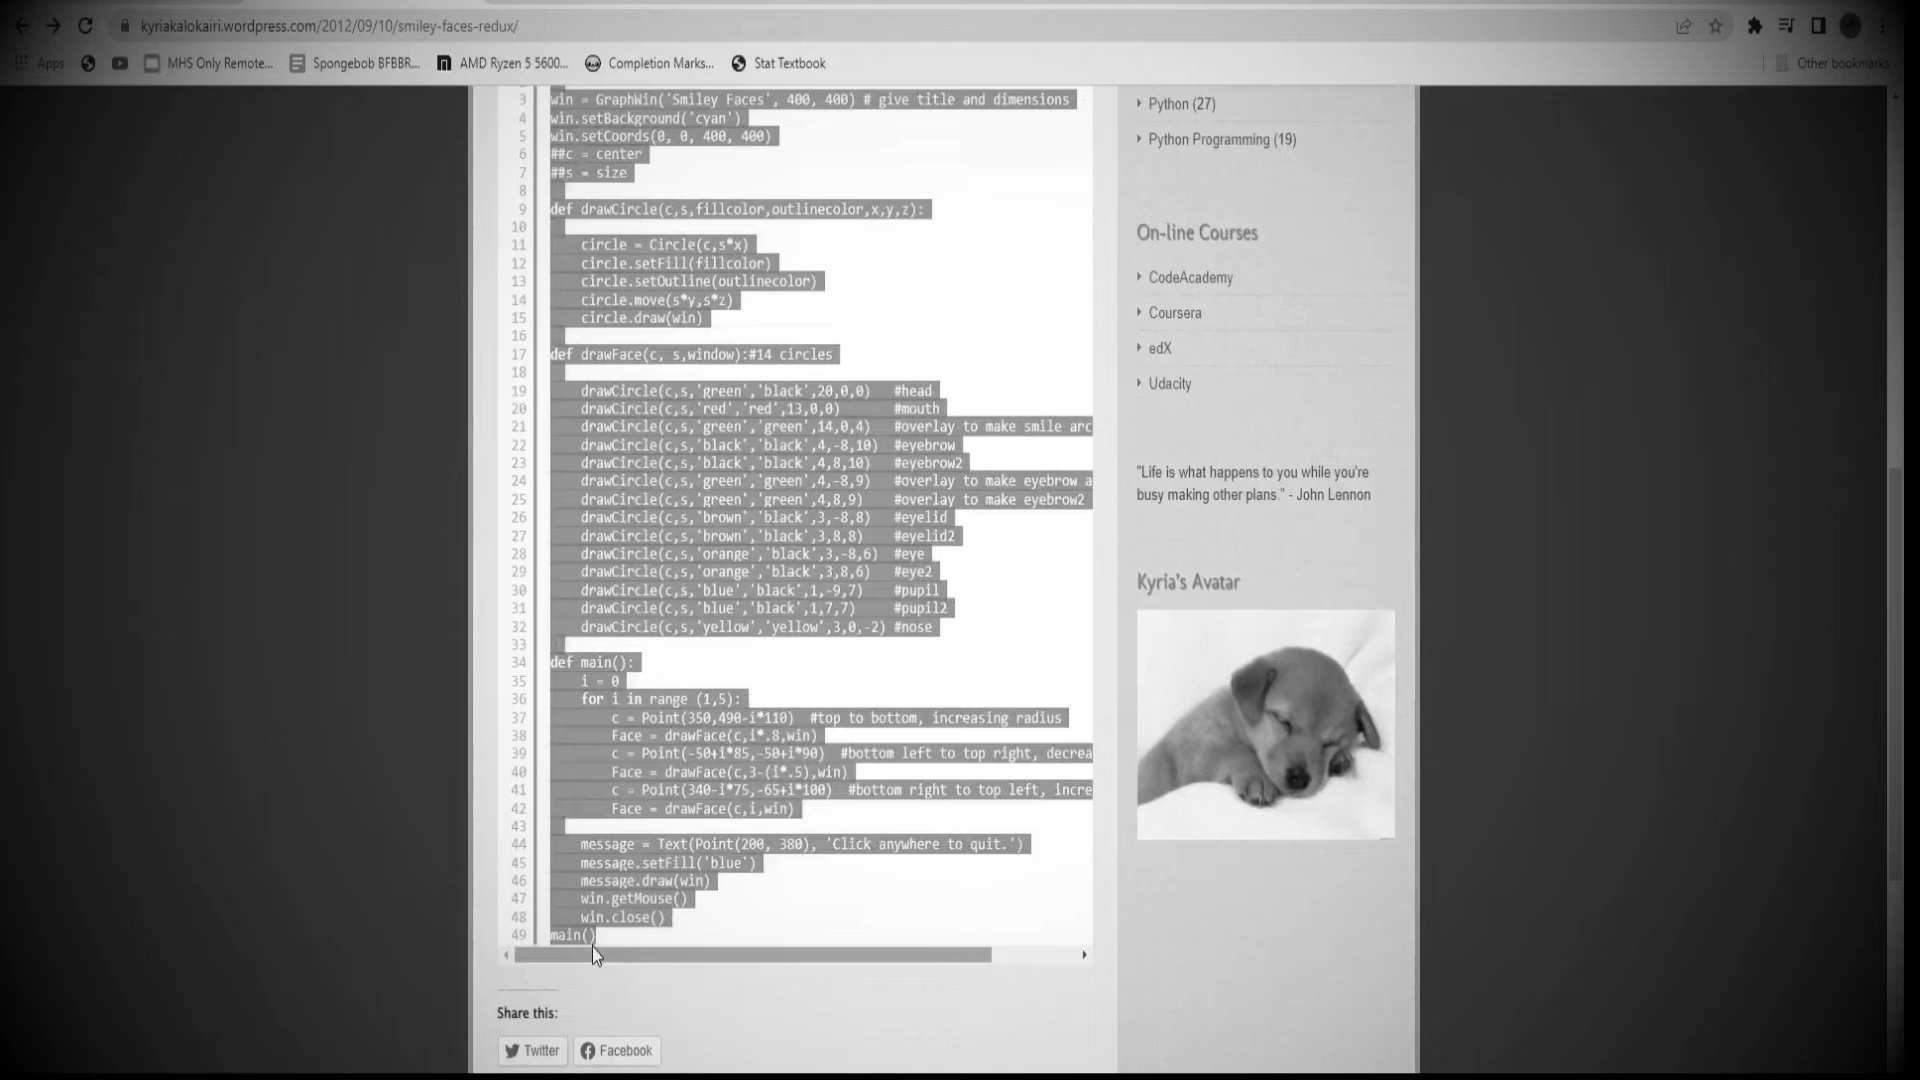 kyriakalokairi.wordpress.com/2012/09/10/smiley-faces-redux/
Apps
MHS Only Remote...
Spongebob BFBBR...
AMD Ryzen 5 5600...
Completion Marks...
Stat Textbook
Other bookmarks
3 win = GraphWin('Smiley Faces', 400, 400) # give title and dimensions
4 win.setBackground('cyan')
5 win.setCoords(0, 0, 400, 400)
6 ##c = center
7 ##s = size
8
9 def drawCircle(c,s,fillcolor,outlinecolor,x,y,z):
10
11 circle = Circle(c,s*x)
12 circle.setFill(fillcolor)
13 circle.setOutline(outlinecolor)
14 circle.move(s*y,s*z)
15 circle.draw(win)
16
17 def drawFace(c, s,window):#14 circles
18
19 drawCircle(c,s,'green','black',20,0,0) #head
20 drawCircle(c,s,'red','red',13,0,0) #mouth
21 drawCircle(c,s,'green','green',14,0,4) #overlay to make smile arc
22 drawCircle(c,s,'black','black',4,-8,10) #eyebrow
23 drawCircle(c,s,'black','black',4,8,10) #eyebrow2
24 drawCircle(c,s,'green','green',4,-8,9) #overlay to make eyebrow a
25 drawCircle(c,s,'green','green',4,8,9) #overlay to make eyebrow2
26 drawCircle(c,s,'brown','black',3,-8,8) #eyelid
27 drawCircle(c,s,'brown','black',3,8,8) #eyelid2
28 drawCircle(c,s,'orange','black',3,-8,6) #eye
29 drawCircle(c,s,'orange','black',3,8,6) #eye2
30 drawCircle(c,s,'blue','black',1,-9,7) #pupil
31 drawCircle(c,s,'blue','black',1,7,7) #pupil2
32 drawCircle(c,s,'yellow','yellow',3,0,-2) #nose
33
34 def main():
35 i = 0
36 for i in range (1,5):
37 c = Point(350,490-i*110) #top to bottom, increasing radius
38 Face = drawFace(c,i*.8,win)
39 c = Point(-50+i*85,-50+i*90) #bottom left to top right, decrea
40 Face = drawFace(c,3-(i*.5),win)
41 c = Point(340-i*75,-65+i*100) #bottom right to top left, incre
42 Face = drawFace(c,i,win)
43
44 message = Text(Point(200, 380), 'Click anywhere to quit.')
45 message.setFill('blue')
46 message.draw(win)
47 win.getMouse()
48 win.close()
49 main()
Share this:
Twitter
Facebook
Python (27)
Python Programming (19)
On-line Courses
CodeAcademy
Coursera
edX
Udacity
"Life is what happens to you while you're
busy making other plans." - John Lennon
Kyria's Avatar